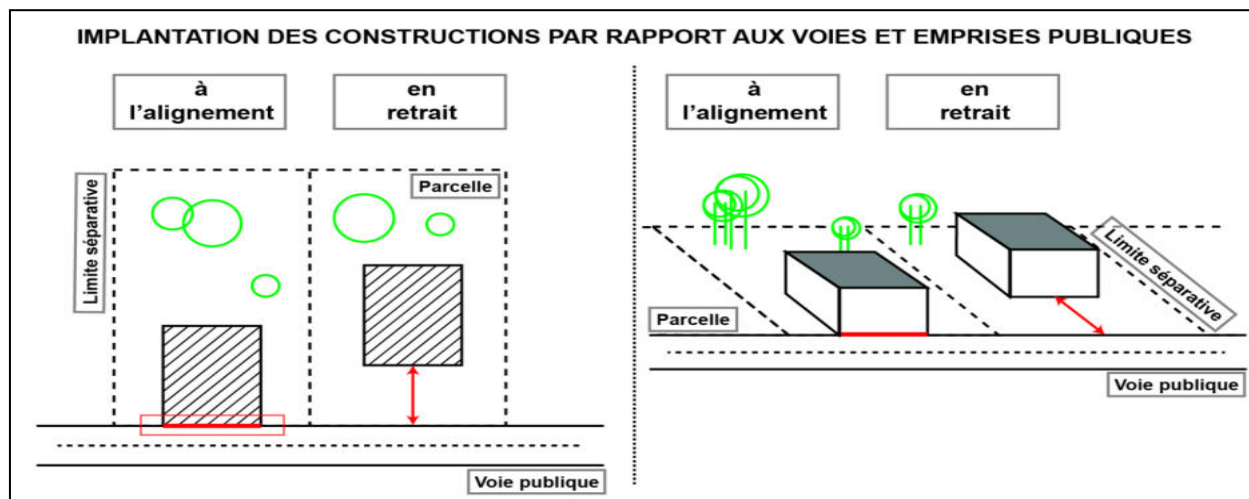 IMPLANTATION DES CONSTRUCTIONS PAR RAPPORT AUX VOIES ET EMPRISES PUBLIQUES
à
l'alignement
en
retrait
Limite séparative
Parcelle
Voie publique
à
l'alignement
en
retrait
Limite séparative
Parcelle
Voie publique